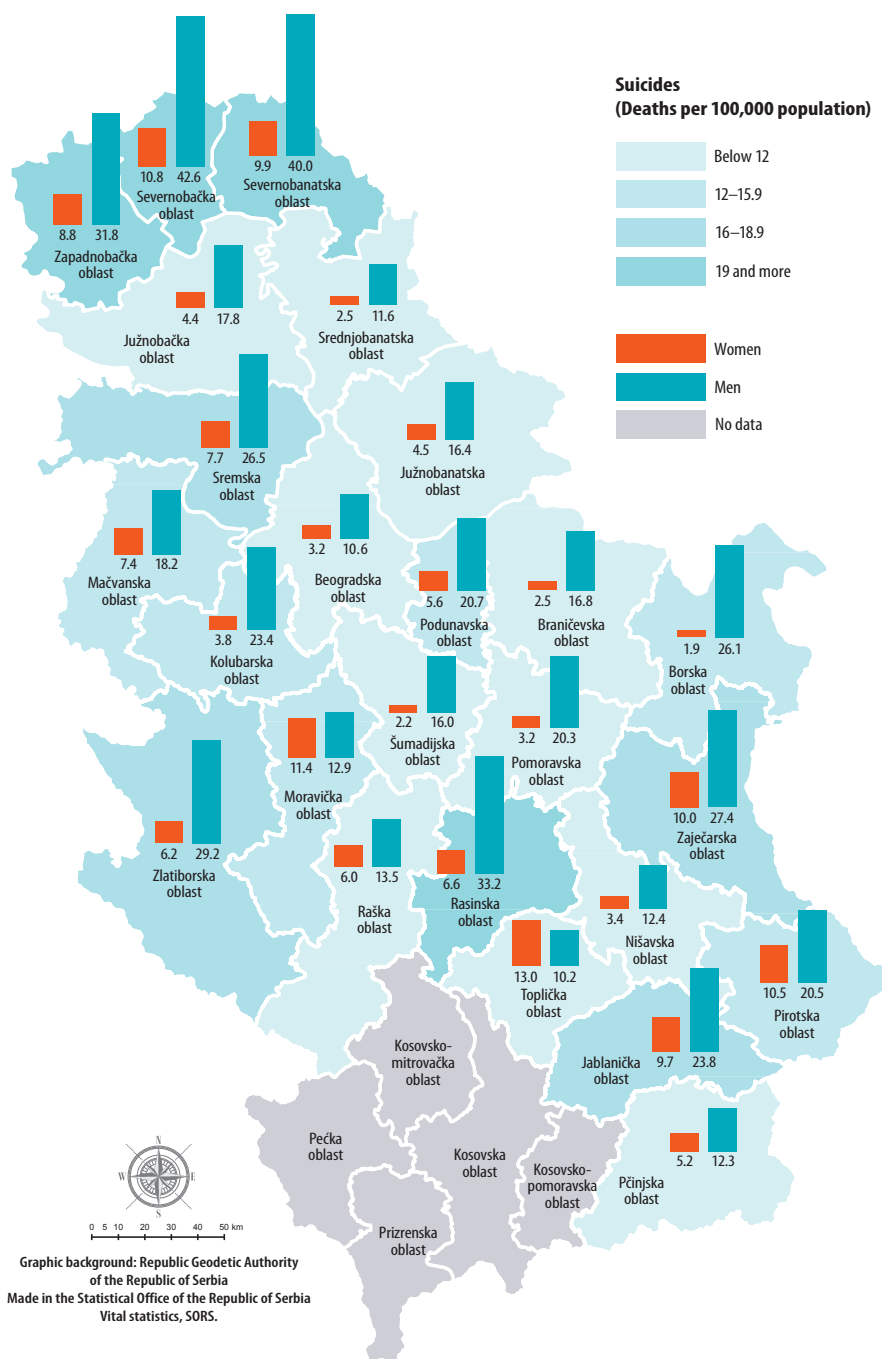 Suicides
(Deaths per 100,000 population)
Below 12
12–15.9
16–18.9
19 and more
Women
Men
No data
10.8 42.6
Severnobačka
oblast
9.9 40.0
Severnobanatska
oblast
8.8 31.8
Zapadnobačka
oblast
4.4 17.8
Južnobačka
oblast
2.5 11.6
Srednjobanatska
oblast
7.7 26.5
Sremska
oblast
4.5 16.4
Južnobanatska
oblast
7.4 18.2
Mačvanska
oblast
3.2 10.6
Beogradska
oblast
5.6 20.7
Podunavska
oblast
2.5 16.8
Braničevska
oblast
3.8 23.4
Kolubarska
oblast
1.9 26.1
Borska
oblast
2.2 16.0
Šumadijska
oblast
3.2 20.3
Pomoravska
oblast
11.4 12.9
Moravička
oblast
10.0 27.4
Zaječarska
oblast
6.2 29.2
Zlatiborska
oblast
6.0 13.5
Raška
oblast
6.6 33.2
Rasinska
oblast
3.4 12.4
Nišavska
oblast
13.0 10.2
Toplička
oblast
10.5 20.5
Pirotska
oblast
9.7 23.8
Jablanička
oblast
Kosovsko-
mitrovačka
oblast
Pećka
oblast
Kosovska
oblast
Kosovsko-
pomoravska
oblast
5.2 12.3
Pčinjska
oblast
Prizrenska
oblast
N
W E
S
0 5 10 20 30 40 50 km
Graphic background: Republic Geodetic Authority
of the Republic of Serbia
Made in the Statistical Office of the Republic of Serbia
Vital statistics, SORS.